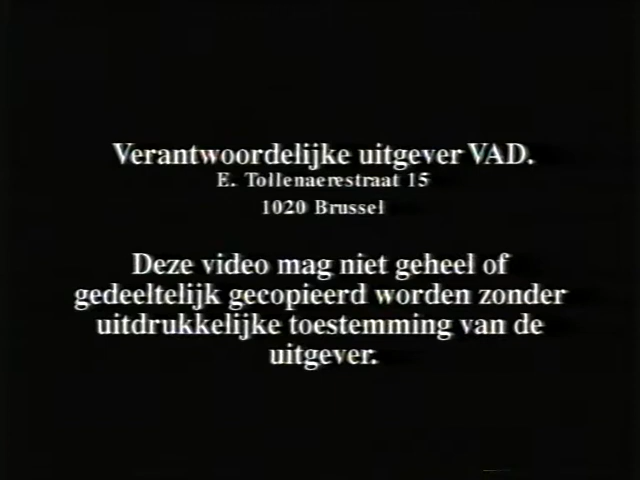 Verantwoordelijke uitgever VAD.
E. Tollenaerestraat 15
1020 Brussel
Deze video mag niet geheel of
gedeeltelijk gecopieerd worden zonder
uitdrukkelijke toestemming van de
uitgever.